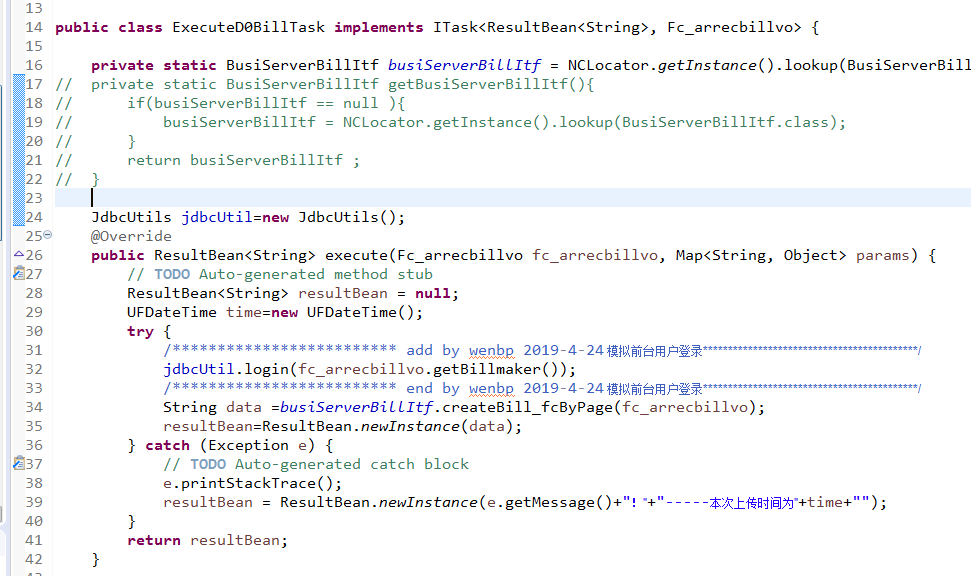 13
14 public class ExecuteD0BillTask implements ITask<ResultBean<String>, Fc_arrecbillvo> {
15
16 private static BusiServerBillItf busiServerBillItf = NCLocator.getInstance().lookup(BusiServerBill
17 // private static BusiServerBillItf getBusiServerBillItf(){
18 // if(busiServerBillItf == null ){
19 // busiServerBillItf = NCLocator.getInstance().lookup(BusiServerBillItf.class);
20 // }
21 // return busiServerBillItf ;
22 // }
23
24 JdbcUtils jdbcUtil=new JdbcUtils();
25 @Override
26 public ResultBean<String> execute(Fc_arrecbillvo fc_arrecbillvo, Map<String, Object> params) {
27 // TODO Auto-generated method stub
28 ResultBean<String> resultBean = null;
29 UFDateTime time=new UFDateTime();
30 try {
31 /************************* add by wenbp 2019-4-24模拟前台用户登录*******************************************/
32 jdbcUtil.login(fc_arrecbillvo.getBillmaker());
33 /************************* end by wenbp 2019-4-24模拟前台用户登录*******************************************/
34 String data =busiServerBillItf.createBill_fcByPage(fc_arrecbillvo);
35 resultBean=ResultBean.newInstance(data);
36 } catch (Exception e) {
37 // TODO Auto-generated catch block
38 e.printStackTrace();
39 resultBean = ResultBean.newInstance(e.getMessage()+"! "+"-----本次上传时间为"+time+"");
40 }
41 return resultBean;
42 }